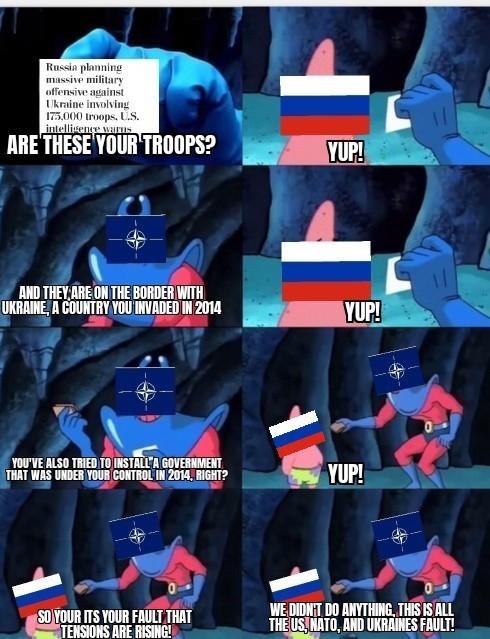 Russia planning
massive military
offensive against
Ukraine involving
175,000 troops, U.S.
intelligence warns
ARE THESE YOUR TROOPS?
YUP!
AND THEY ARE ON THE BORDER WITH
UKRAINE, A COUNTRY YOU INVADED IN 2014
YUP!
YOU'VE ALSO TRIED TO INSTALL A GOVERNMENT
THAT WAS UNDER YOUR CONTROL IN 2014, RIGHT?
YUP!
SO YOUR ITS YOUR FAULT THAT
TENSIONS ARE RISING!
WE DIDN'T DO ANYTHING, THIS IS ALL
THE US, NATO, AND UKRAINES FAULT!